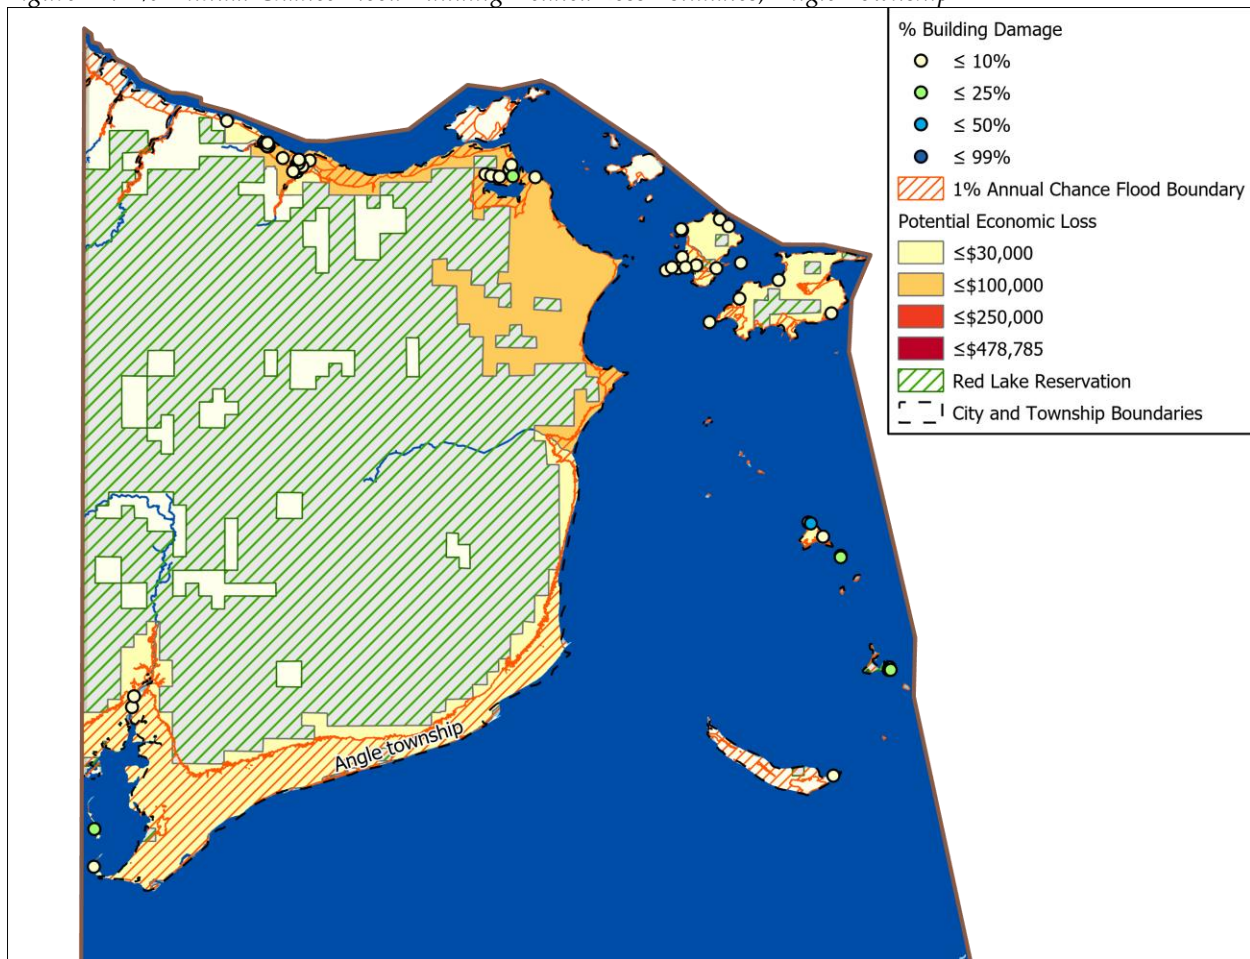 % Building Damage
≤ 10%
≤ 25%
≤ 50%
≤ 99%
1% Annual Chance Flood Boundary
Potential Economic Loss
≤$30,000
≤$100,000
≤$250,000
≤$478,785
Red Lake Reservation
City and Township Boundaries
Angle township